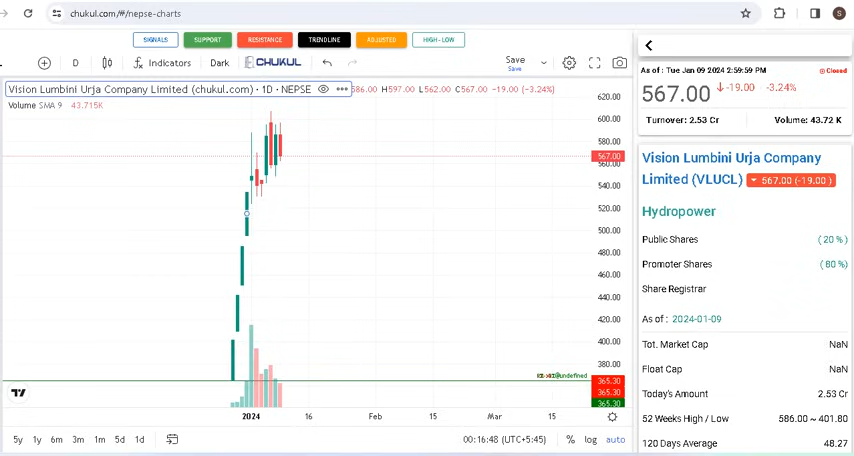 chukul.com/#/nepse-charts
S
SIGNALS
SUPPORT
RESISTANCE
TRENDLINE
ADJUSTED
HIGH-LOW
D
Indicators
Dark
CHUKUL
Save
Save
Vision Lumbini Urja Company Limited (chukul.com) · 1D · NEPSE
586.00 H597.00 L562.00 C567.00 -19.00 (-3.24%)
Volume SMA 9 43.715K
620.00
600.00
580.00
567.00
560.00
540.00
520.00
500.00
480.00
460.00
440.00
420.00
400.00
380.00
@undefined
365.30
365.30
365.30
2024
16
Feb
15
Mar
15
5y 1y 6m 3m 1m 5d 1d
00:16:48 (UTC+5:45)
% log auto
As of : Tue Jan 09 2024 2:59:59 PM
Closed
567.00 -19.00 -3.24%
Turnover: 2.53 Cr
Volume: 43.72 K
Vision Lumbini Urja Company
Limited (VLUCL) 567.00 (-19.00 )
Hydropower
Public Shares ( 20 % )
Promoter Shares ( 80 %)
Share Registrar
As of : 2024-01-09
Tot. Market Cap NaN
Float Cap NaN
Today's Amount 2.53 Cr
52 Weeks High / Low 586.00 ~ 401.80
120 Days Average 48.27